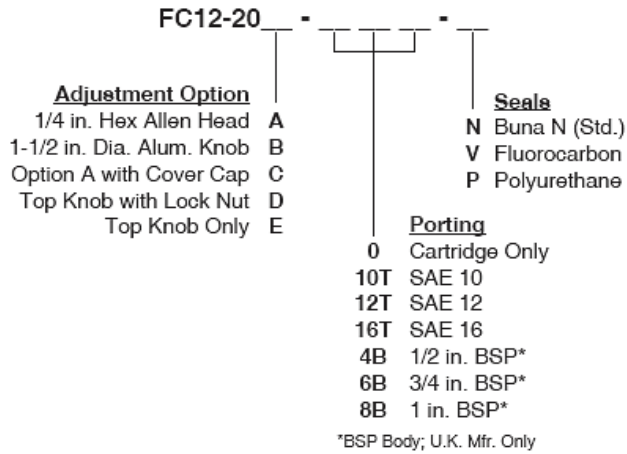 FC12-20__ - __ __ __ - __
Adjustment Option
1/4 in. Hex Allen Head A
1-1/2 in. Dia. Alum. Knob B
Option A with Cover Cap C
Top Knob with Lock Nut D
Top Knob Only E
Seals
N Buna N (Std.)
V Fluorocarbon
P Polyurethane
Porting
0 Cartridge Only
10T SAE 10
12T SAE 12
16T SAE 16
4B 1/2 in. BSP*
6B 3/4 in. BSP*
8B 1 in. BSP*
*BSP Body; U.K. Mfr. Only